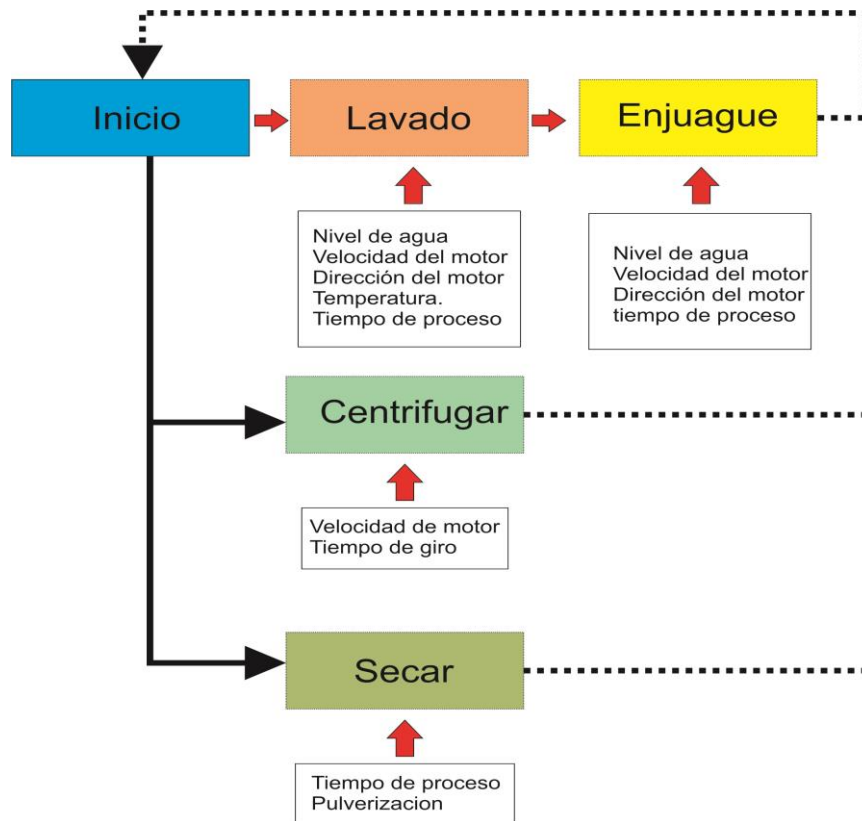 Inicio
Lavado
Enjuague
Nivel de agua
Velocidad del motor
Dirección del motor
Temperatura.
Tiempo de proceso
Nivel de agua
Velocidad del motor
Dirección del motor
tiempo de proceso
Centrifugar
Velocidad de motor
Tiempo de giro
Secar
Tiempo de proceso
Pulverizacion